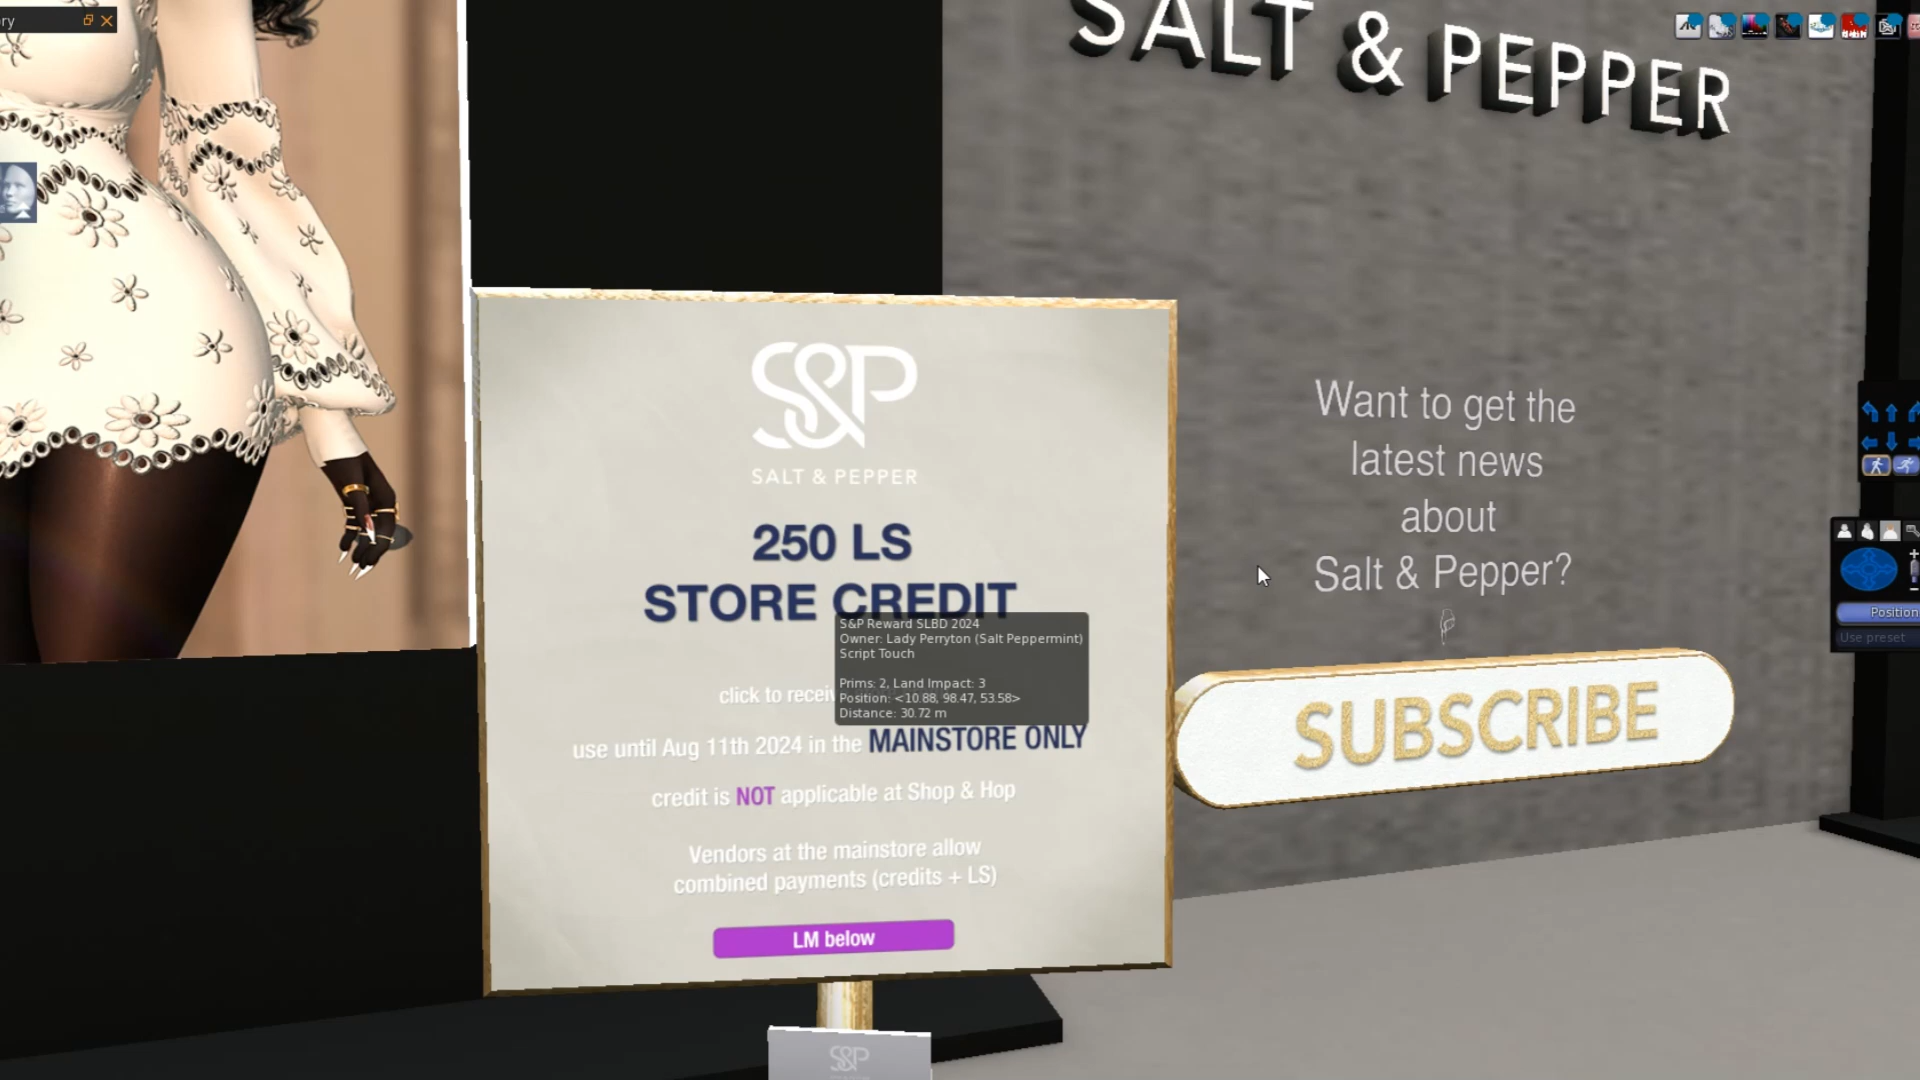 ry
SALT & PEPPER
S&P
SALT & PEPPER
250 LS
STORE CREDIT
S&P Reward SLBD 2024
Owner: Lady Perryton (Salt Peppermint)
Script Touch
Prims: 2, Land Impact: 3
Position: <10.88, 98.47, 53.58>
Distance: 30.72 m
click to receiv
use until Aug 11th 2024 in the MAINSTORE ONLY
credit is NOT applicable at Shop & Hop
Vendors at the mainstore allow
combined payments (credits + LS)
LM below
S&P
Want to get the
latest news
about
Salt & Pepper?
SUBSCRIBE
Position
Use preset